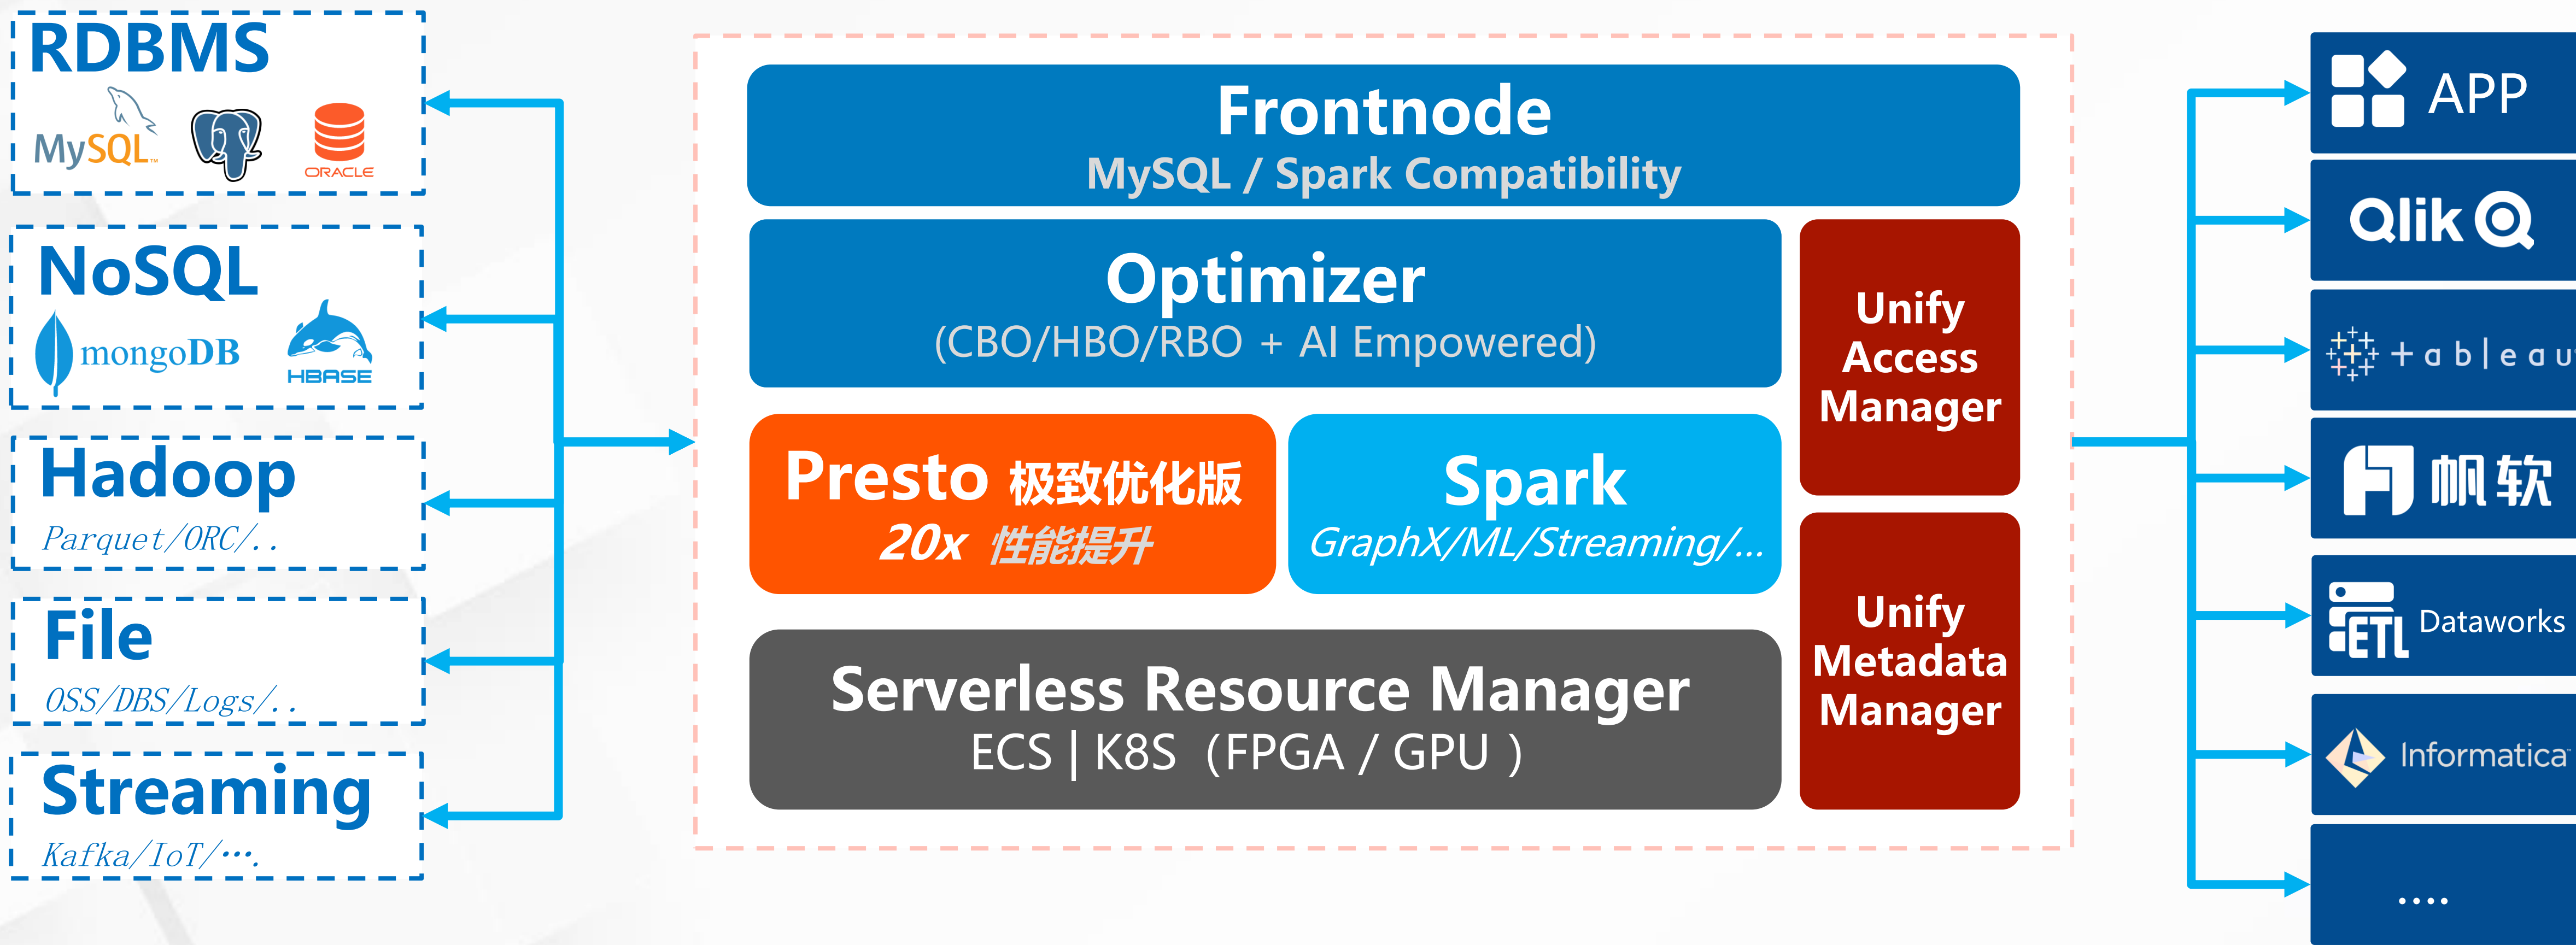 RDBMS
MySQL™
ORACLE
NoSQL
mongoDB
HBASE
Hadoop
Parquet/ORC/..
File
OSS/DBS/Logs/..
Streaming
Kafka/IoT/….
Frontnode
MySQL / Spark Compatibility
Optimizer
(CBO/HBO/RBO + AI Empowered)
Presto 极致优化版
20x 性能提升
Spark
GraphX/ML/Streaming/...
Serverless Resource Manager
ECS | K8S（FPGA / GPU ）
Unify
Access
Manager
Unify
Metadata
Manager
APP
Qlik
+ableau
帆软
ETL Dataworks
Informatica
....